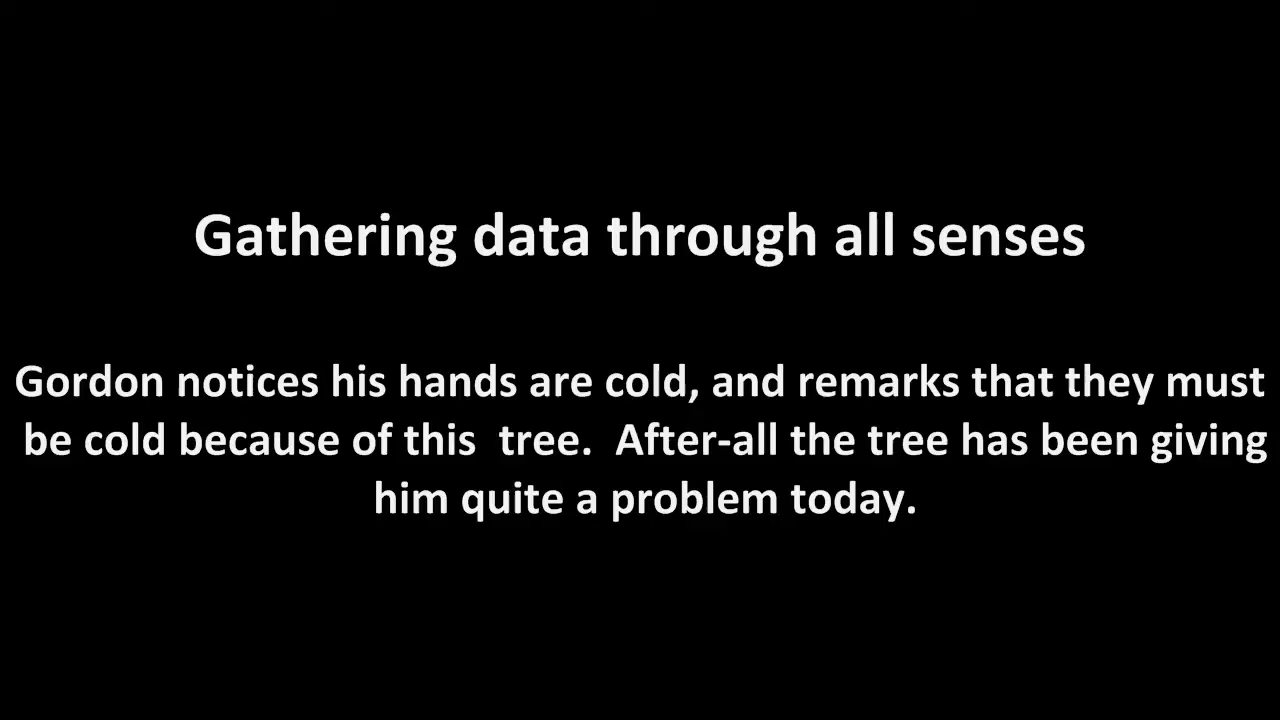 Gathering data through all senses
Gordon notices his hands are cold, and remarks that they must
be cold because of this  tree.  After-all the tree has been giving
him quite a problem today.